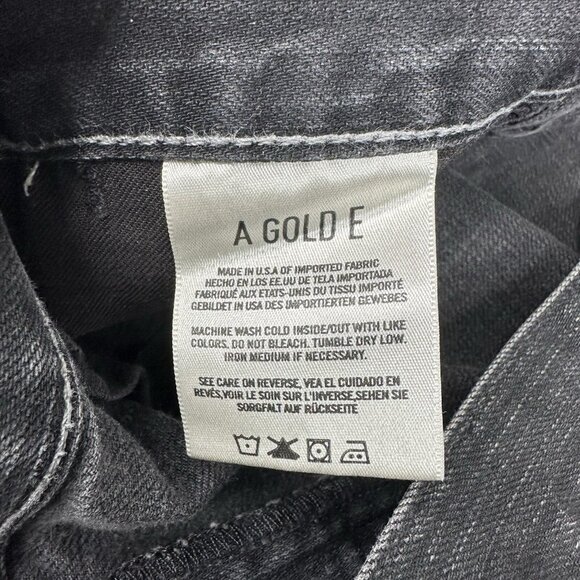 A GOLD E
MADE IN U.S.A OF IMPORTED FABRIC
HECHO EN LOS EE.UU DE TELA IMPORTADA
FABRIQUÉ AUX ETATS-UNIS DU TISSU IMPORTÉ
GEBILDET IN USA DES IMPORTIERTEN GEWEBES
MACHINE WASH COLD INSIDE/OUT WITH LIKE
COLORS. DO NOT BLEACH. TUMBLE DRY LOW.
IRON MEDIUM IF NECESSARY.
SEE CARE ON REVERSE, VEA EL CUIDADO EN
REVÉS,VOIR LE SOIN SUR L'INVERSE,SEHEN SIE
SORGFALT AUF RÜCKSEITE